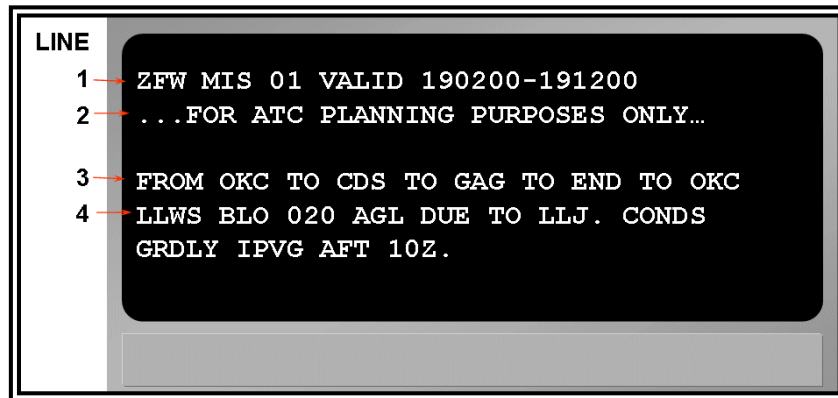 LINE
1 ZFW MIS 01 VALID 190200-191200
2 ...FOR ATC PLANNING PURPOSES ONLY…
3 FROM OKC TO CDS TO GAG TO END TO OKC
4 LLWS BLO 020 AGL DUE TO LLJ. CONDS
GRDLY IPVG AFT 10Z.